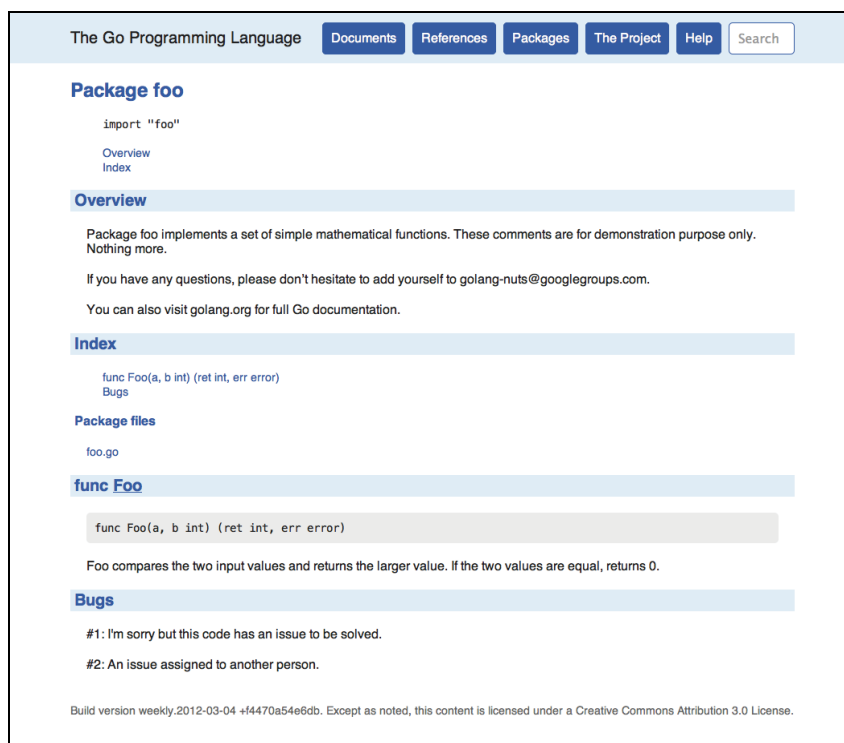 The Go Programming Language Documents References Packages The Project Help Search
Package foo
import "foo"
Overview
Index
Overview
Package foo implements a set of simple mathematical functions. These comments are for demonstration purpose only.
Nothing more.
If you have any questions, please don't hesitate to add yourself to golang-nuts@googlegroups.com.
You can also visit golang.org for full Go documentation.
Index
func Foo(a, b int) (ret int, err error)
Bugs
Package files
foo.go
func Foo
func Foo(a, b int) (ret int, err error)
Foo compares the two input values and returns the larger value. If the two values are equal, returns 0.
Bugs
#1: I'm sorry but this code has an issue to be solved.
#2: An issue assigned to another person.
Build version weekly.2012-03-04 +f4470a54e6db. Except as noted, this content is licensed under a Creative Commons Attribution 3.0 License.